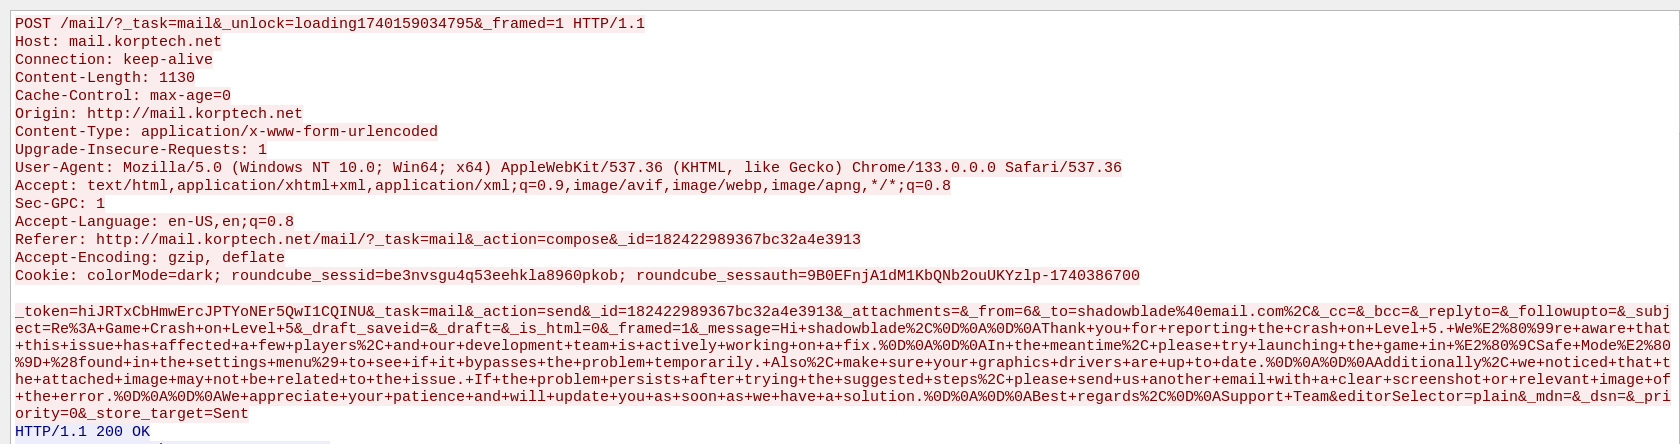 POST /mail/?_task=mail&_unlock=loading1740159034795&_framed=1 HTTP/1.1
Host: mail.korptech.net
Connection: keep-alive
Content-Length: 1130
Cache-Control: max-age=0
Origin: http://mail.korptech.net
Content-Type: application/x-www-form-urlencoded
Upgrade-Insecure-Requests: 1
User-Agent: Mozilla/5.0 (Windows NT 10.0; Win64; x64) AppleWebKit/537.36 (KHTML, like Gecko) Chrome/133.0.0.0 Safari/537.36
Accept: text/html,application/xhtml+xml,application/xml;q=0.9,image/avif,image/webp,image/apng,*/*;q=0.8
Sec-GPC: 1
Accept-Language: en-US,en;q=0.8
Referer: http://mail.korptech.net/mail/?_task=mail&_action=compose&_id=182422989367bc32a4e3913
Accept-Encoding: gzip, deflate
Cookie: colorMode=dark; roundcube_sessid=be3nvsgu4q53eehkla8960pkob; roundcube_sessauth=9B0EFnjA1dM1KbQNb2ouUKYzlp-1740386700
_token=hiJRTxCbHmwErcJPTYoNEr5QwI1CQINU&_task=mail&_action=send&_id=182422989367bc32a4e3913&_attachments=&_from=6&_to=shadowblade%40email.com%2C&_cc=&_bcc=&_replyto=&_followupto=&_subj
ect=Re%3A+Game+Crash+on+Level+5&_draft_saveid=&_draft=&_is_html=0&_framed=1&_message=Hi+shadowblade%2C%0D%0A%0D%0AThank+you+for+reporting+the+crash+on+Level+5.+We%E2%80%99re+aware+that
+this+issue+has+affected+a+few+players%2C+and+our+development+team+is+actively+working+on+a+fix.%0D%0A%0D%0AIn+the+meantime%2C+please+try+launching+the+game+in+%E2%80%9CSafe+Mode%E2%80
%9D+%28found+in+the+settings+menu%29+to+see+if+it+bypasses+the+problem+temporarily.+Also%2C+make+sure+your+graphics+drivers+are+up+to+date.%0D%0A%0D%0AAdditionally%2C+we+noticed+that+t
he+attached+image+may+not+be+related+to+the+issue.+If+the+problem+persists+after+trying+the+suggested+steps%2C+please+send+us+another+email+with+a+clear+screenshot+or+relevant+image+of
+the+error.%0D%0A%0D%0AWe+appreciate+your+patience+and+will+update+you+as+soon+as+we+have+a+solution.%0D%0A%0D%0ABest+regards%2C%0D%0ASupport+Team&editorSelector=plain&_mdn=&_dsn=&_pri
ority=0&_store_target=Sent
HTTP/1.1 200 OK